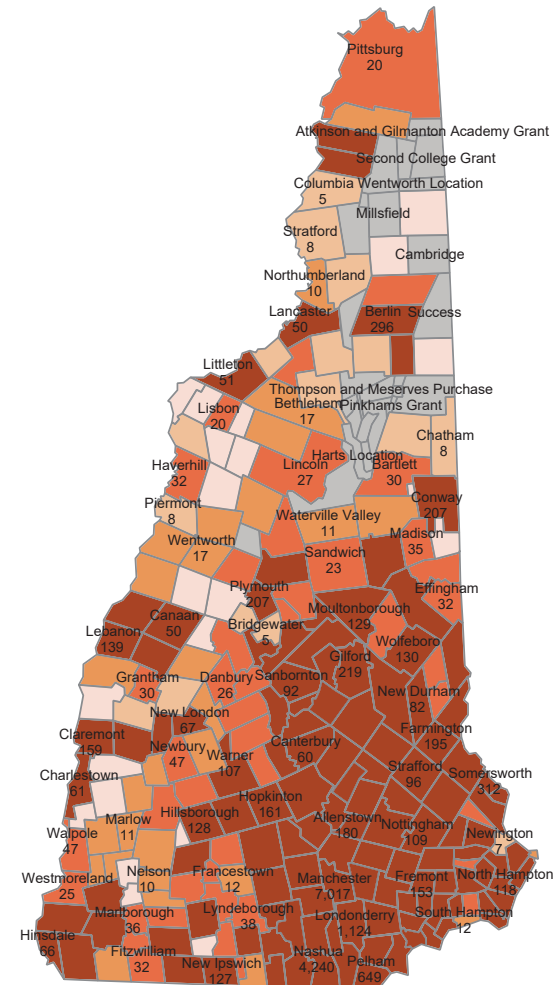 Pittsburg
20
Atkinson and Gilmanton Academy Grant
Second College Grant
Columbia
5
Wentworth Location
Millsfield
Stratford
8
Cambridge
Northumberland
10
Lancaster
50
Berlin
296
Success
Littleton
51
Thompson and Meserves Purchase
Bethlehem
17
Pinkhams Grant
Lisbon
20
Chatham
8
Harts Location
Haverhill
32
Lincoln
27
Bartlett
30
Conway
207
Piermont
8
Waterville Valley
11
Madison
35
Wentworth
17
Sandwich
23
Plymouth
207
Effingham
32
Moultonborough
129
Canaan
50
Bridgewater
5
Lebanon
139
Wolfeboro
130
Gilford
219
Grantham
30
Danbury
26
Sanbornton
92
New Durham
82
New London
67
Farmington
195
Claremont
159
Newbury
47
Canterbury
60
Warner
107
Strafford
96
Somersworth
312
Charlestown
61
Hopkinton
161
Hillsborough
128
Marlow
11
Allenstown
180
Nottingham
109
Walpole
47
Newington
7
Westmoreland
25
Nelson
10
Francestown
12
Manchester
7,017
Fremont
153
North Hampton
118
Marlborough
36
Lyndeborough
38
Londonderry
1,124
South Hampton
12
Hinsdale
66
Fitzwilliam
32
New Ipswich
127
Nashua
4,240
Pelham
649